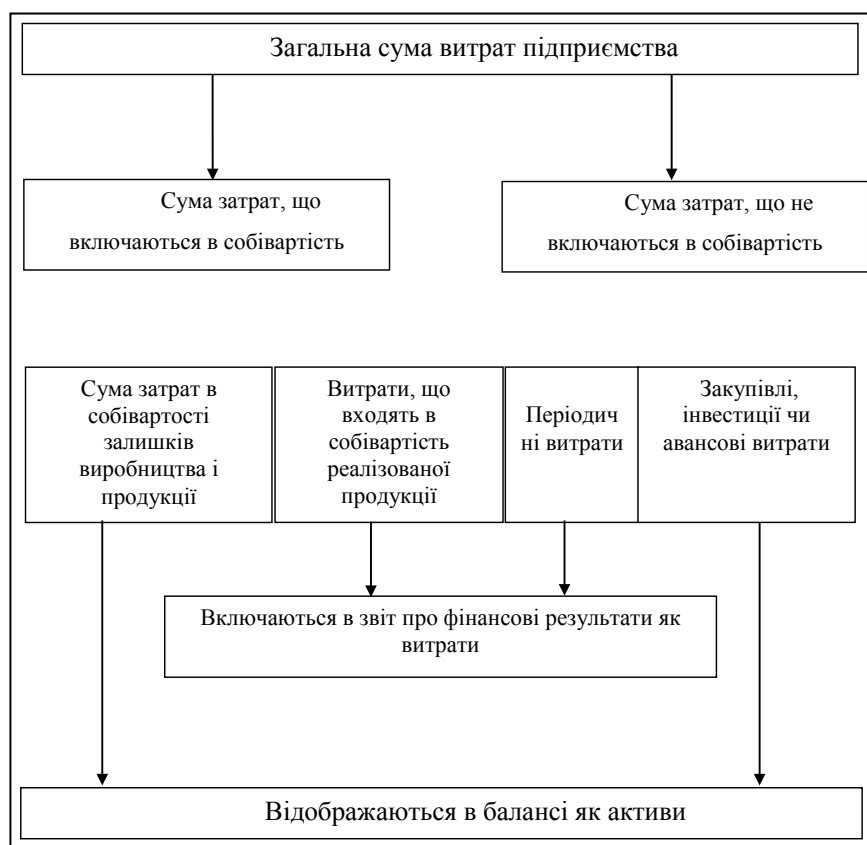 Загальна сума витрат підприємства
Сума затрат, що
включаються в собівартість
Сума затрат, що не
включаються в собівартість
Сума затрат в
собівартості
залишків
виробництва і
продукції
Витрати, що
входять в
собівартість
реалізованої
продукції
Періодич
ні витрати
Закупівлі,
інвестиції чи
авансові витрати
Включаються в звіт про фінансові результати як
витрати
Відображаються в балансі як активи